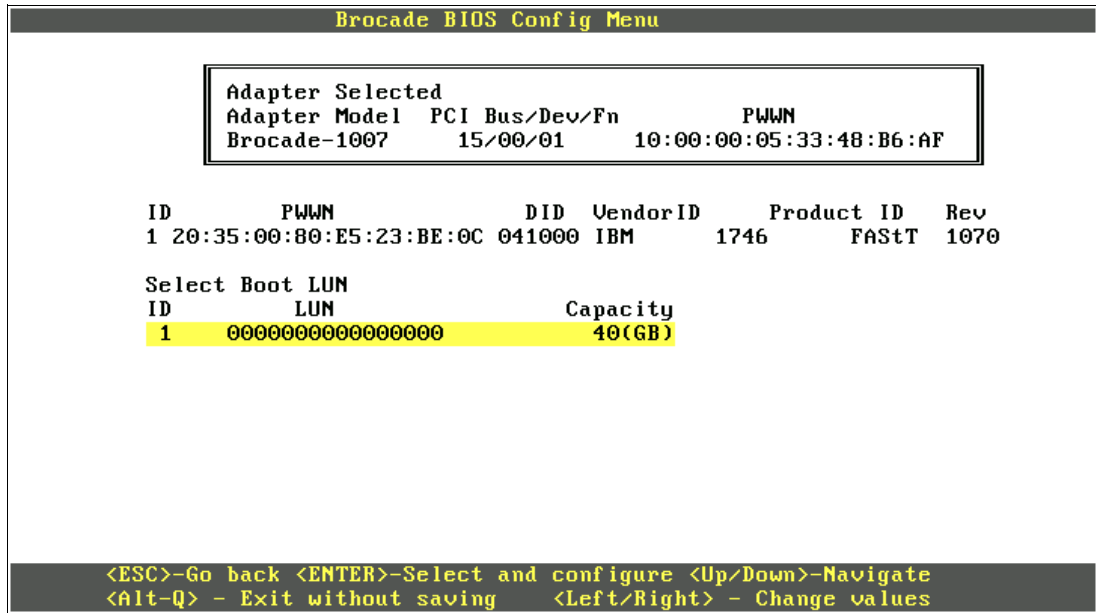 Brocade BIOS Config Menu
Adapter Selected
Adapter Model PCI Bus/Dev/Fn PWWN
Brocade-1007 15/00/01 10:00:00:05:33:48:B6:AF
ID PWWN DID VendorID Product ID Rev
1 20:35:00:80:E5:23:BE:0C 041000 IBM 1746 FAStT 1070
Select Boot LUN
ID LUN Capacity
1 0000000000000000 40(GB)
<ESC>-Go back <ENTER>-Select and configure <Up/Down>-Navigate
<Alt-Q> - Exit without saving <Left/Right> - Change values